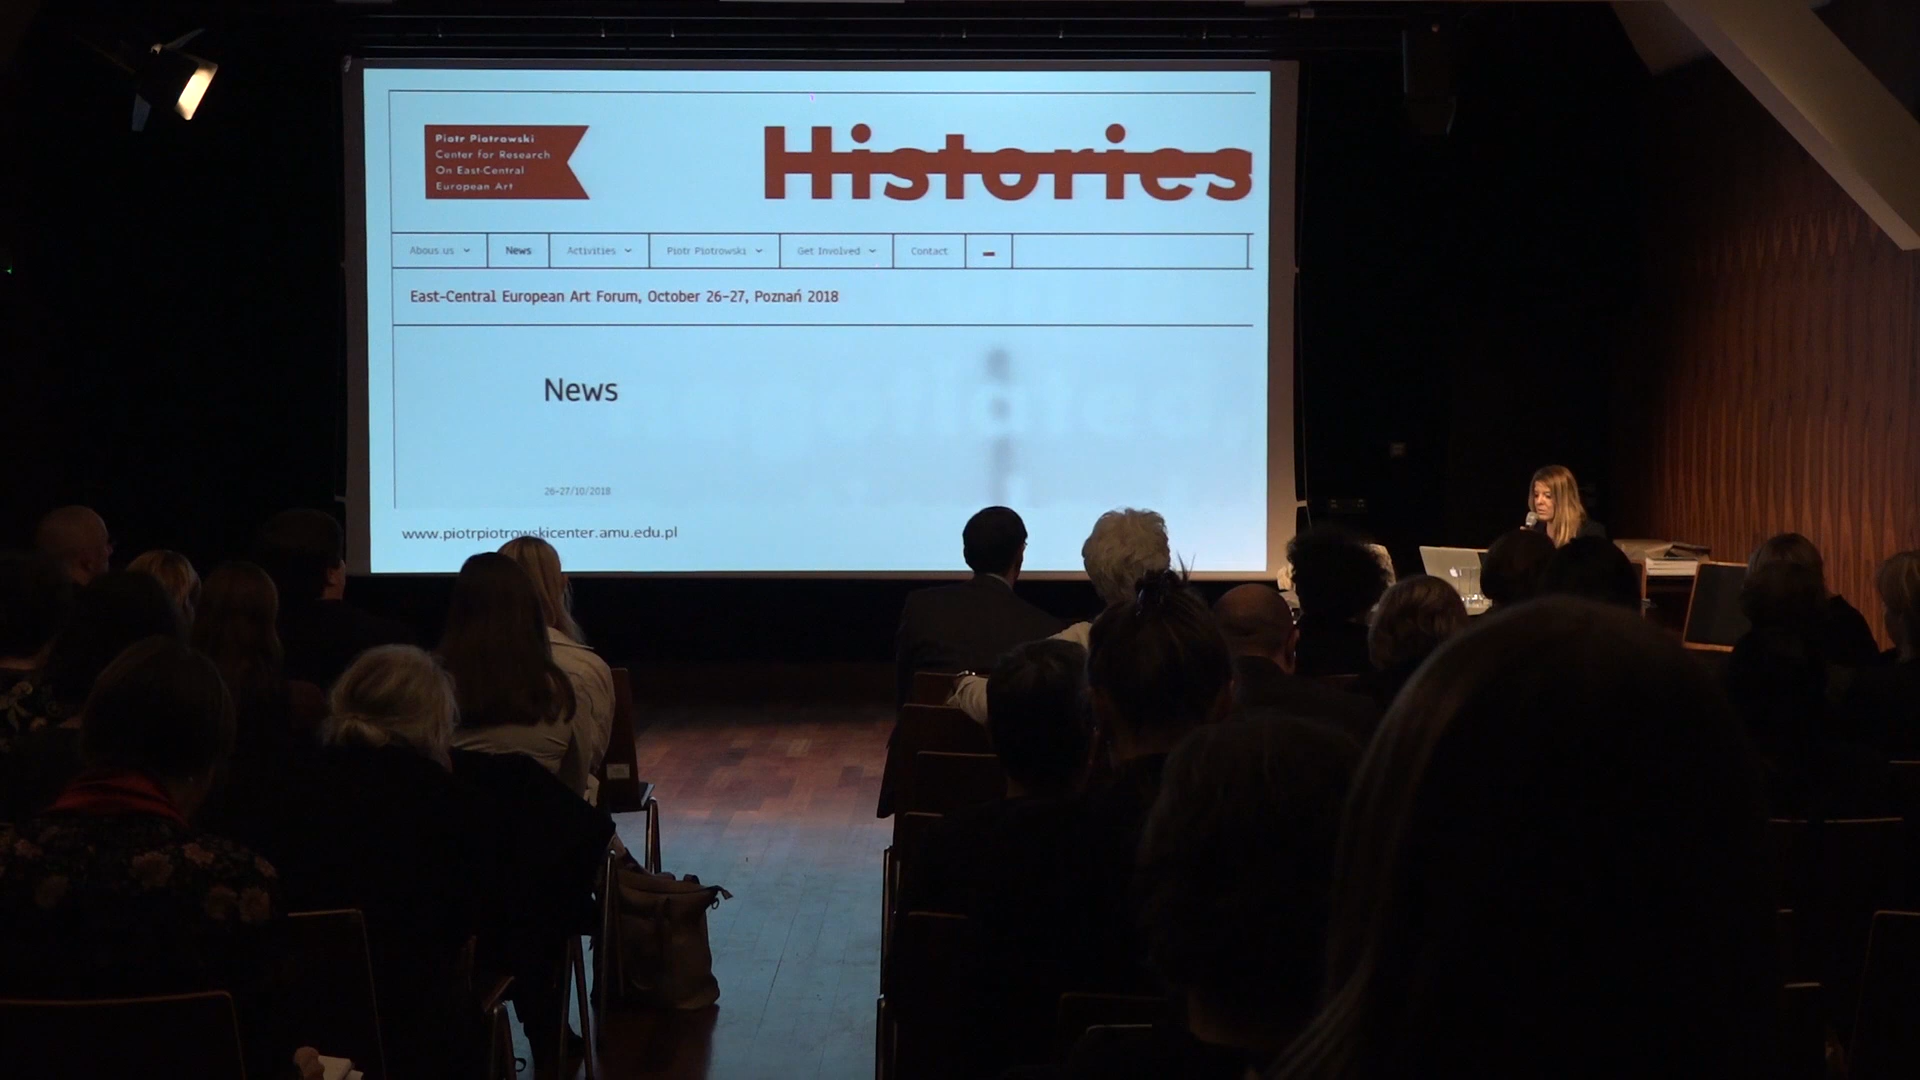 Piotr Piotrowski
Center for Research
On East-Central
European Art
Histories
About us
News
Activities
Piotr Piotrowski
Get Involved
Contact
East-Central European Art Forum, October 26-27, Poznań 2018
News
26-27/10/2018
www.piotrpiotrowskicenter.amu.edu.pl